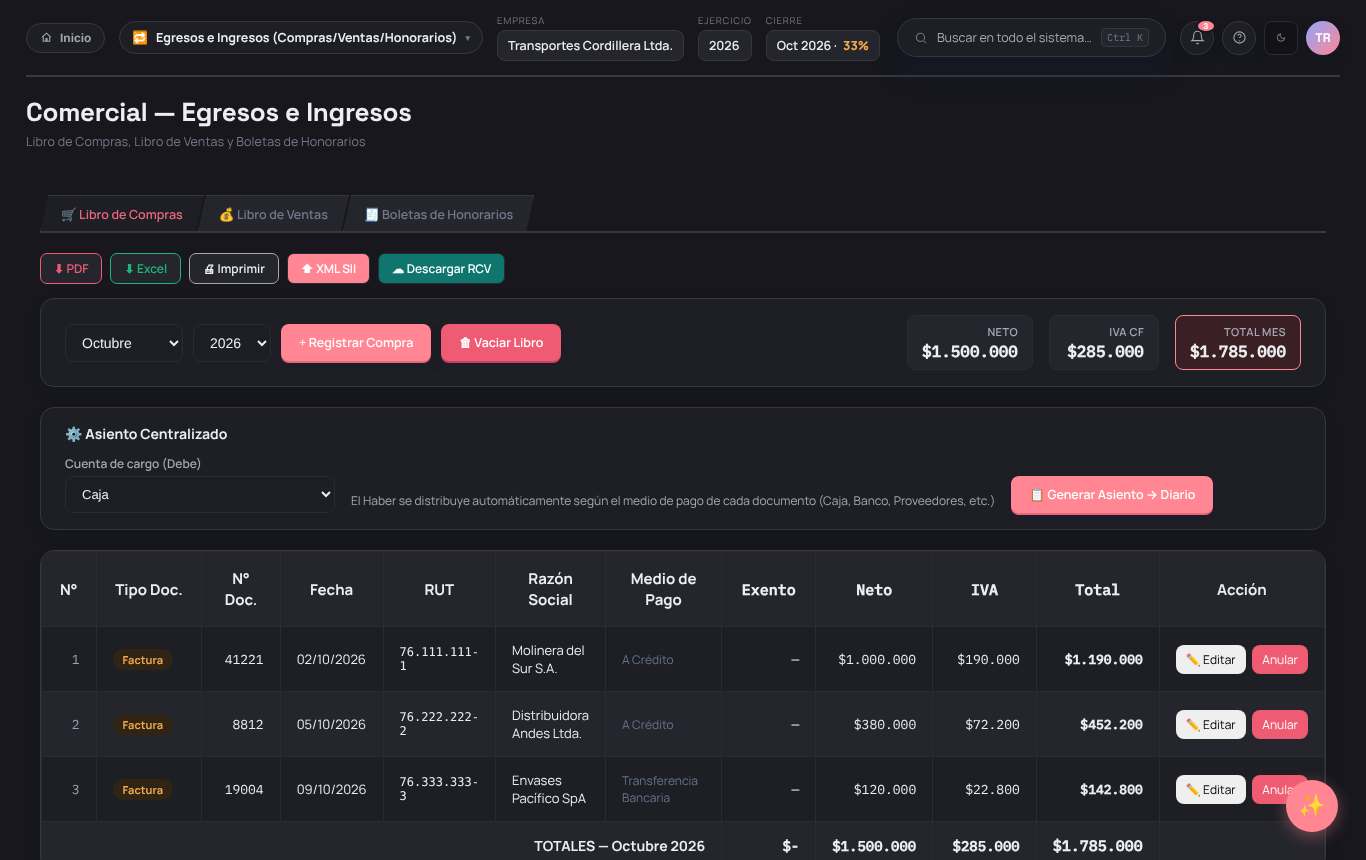 Inicio
Egresos e Ingresos (Compras/Ventas/Honorarios)
EMPRESA
Transportes Cordillera Ltda.
EJERCICIO
2026
CIERRE
Oct 2026 · 33%
Buscar en todo el sistema...
Ctrl K
3
TR
Comercial — Egresos e Ingresos
Libro de Compras, Libro de Ventas y Boletas de Honorarios
Libro de Compras
Libro de Ventas
Boletas de Honorarios
PDF
Excel
Imprimir
XML SII
Descargar RCV
Octubre
2026
+ Registrar Compra
Vaciar Libro
NETO
$1.500.000
IVA CF
$285.000
TOTAL MES
$1.785.000
Asiento Centralizado
Cuenta de cargo (Debe)
Caja
El Haber se distribuye automáticamente según el medio de pago de cada documento (Caja, Banco, Proveedores, etc.)
Generar Asiento → Diario
N° Tipo Doc. N° Doc. Fecha RUT Razón Social Medio de Pago Exento Neto IVA Total Acción
1 Factura 41221 02/10/2026 76.111.111-1 Molinera del Sur S.A. A Crédito — $1.000.000 $190.000 $1.190.000 Editar Anular
2 Factura 8812 05/10/2026 76.222.222-2 Distribuidora Andes Ltda. A Crédito — $380.000 $72.200 $452.200 Editar Anular
3 Factura 19004 09/10/2026 76.333.333-3 Envases Pacífico SpA Transferencia Bancaria — $120.000 $22.800 $142.800 Editar Anular
TOTALES — Octubre 2026 $- $1.500.000 $285.000 $1.785.000